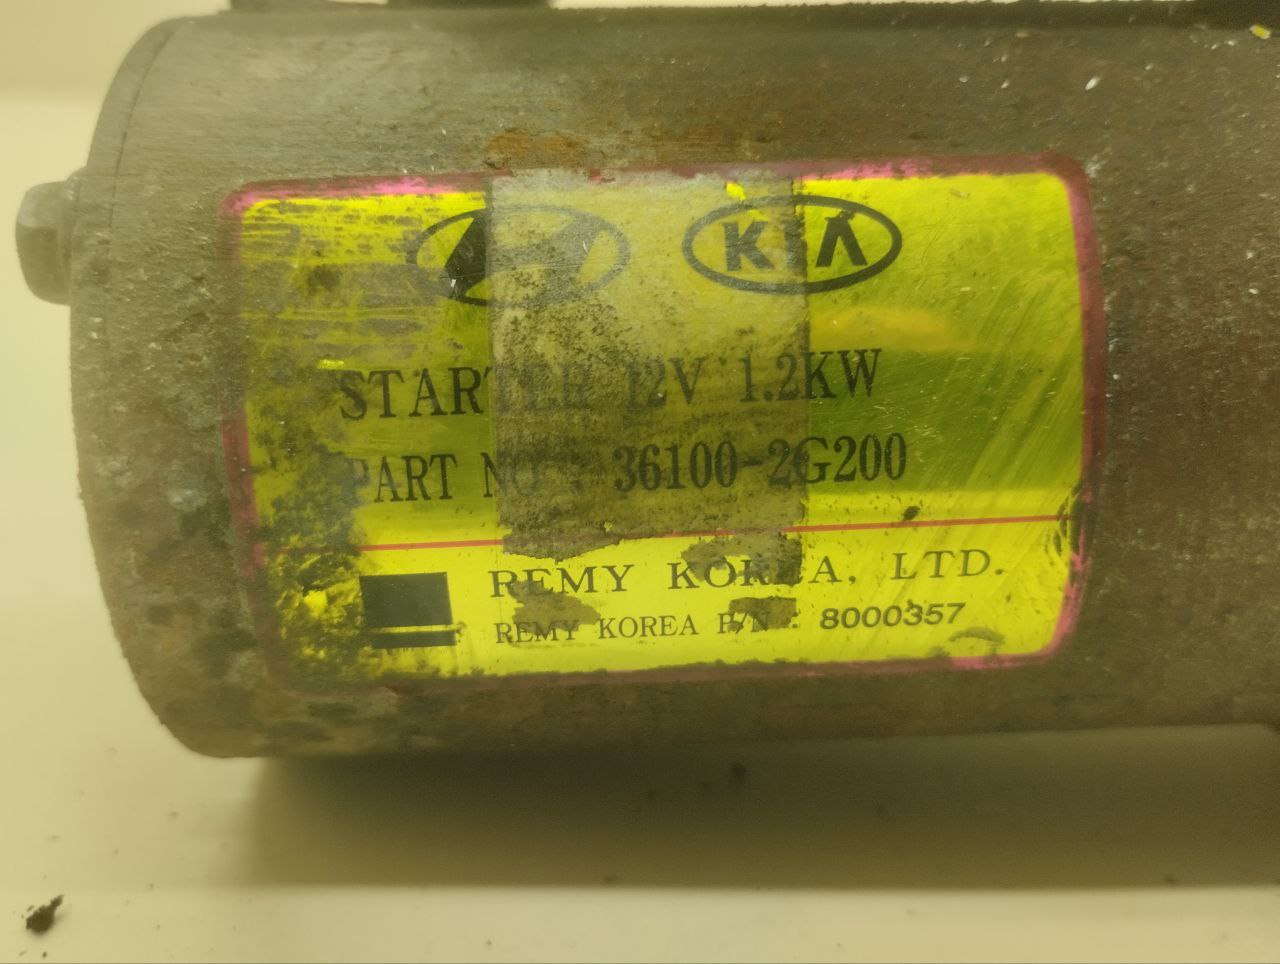 KIA
STARTER 12V 1.2KW
PART NO : 36100-2G200
REMY KOREA, LTD.
REMY KOREA P/N : 8000357